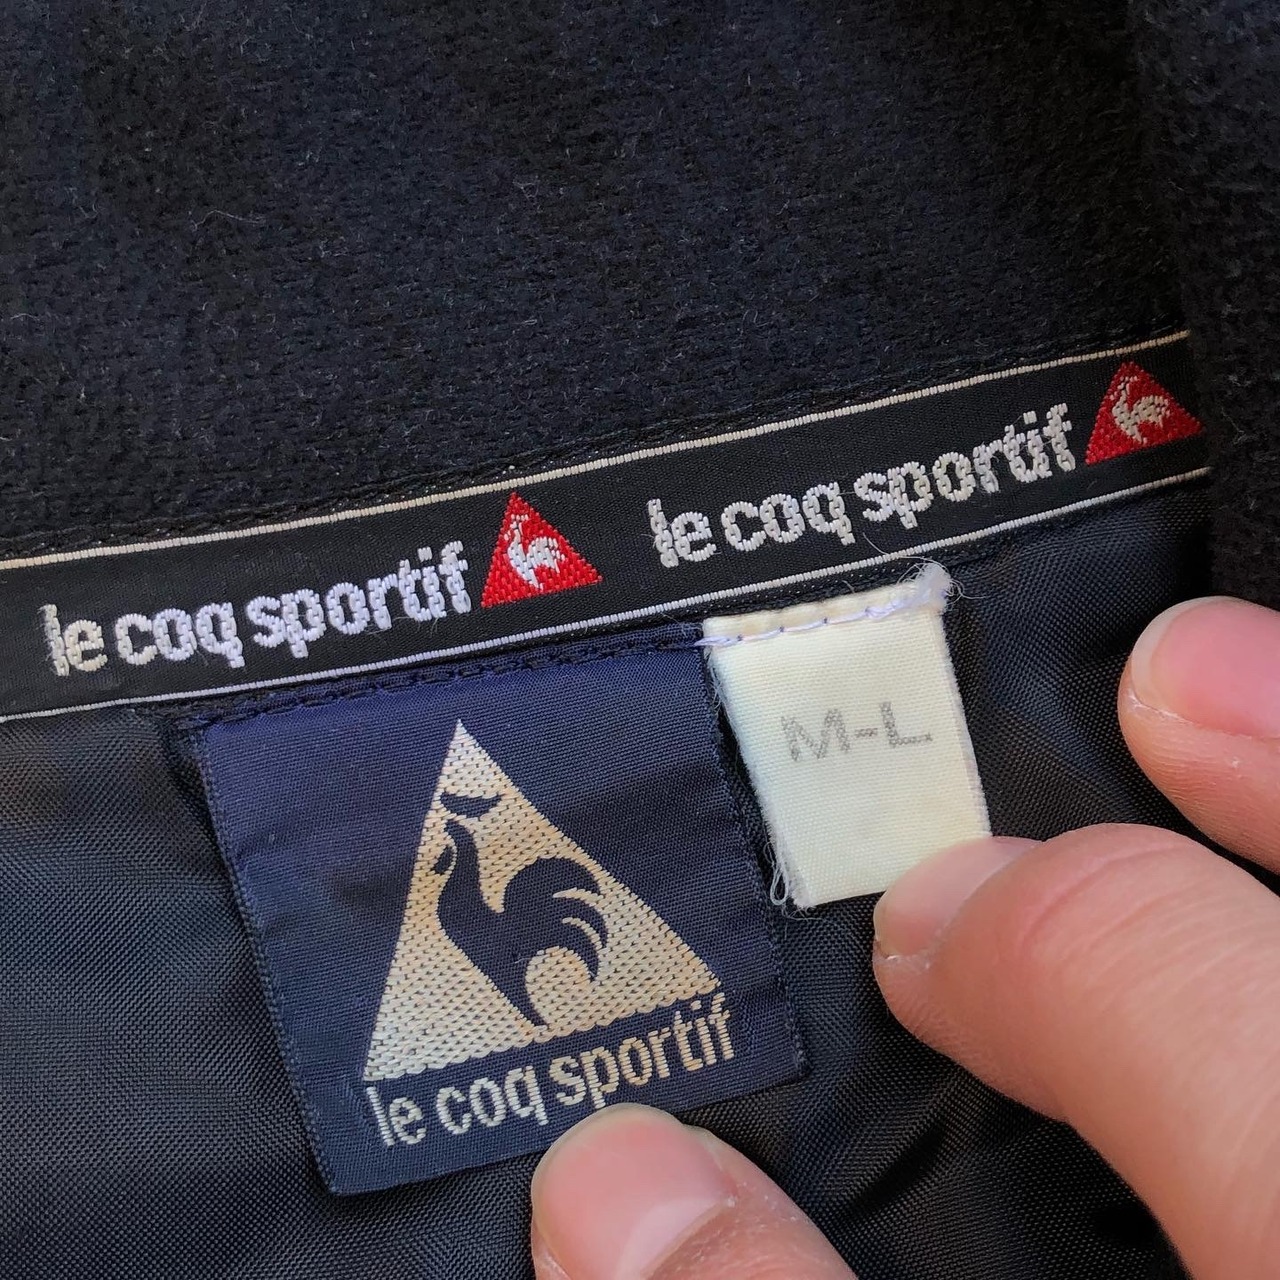 le coq sportif le coq sportif
M-L
le coq sportif